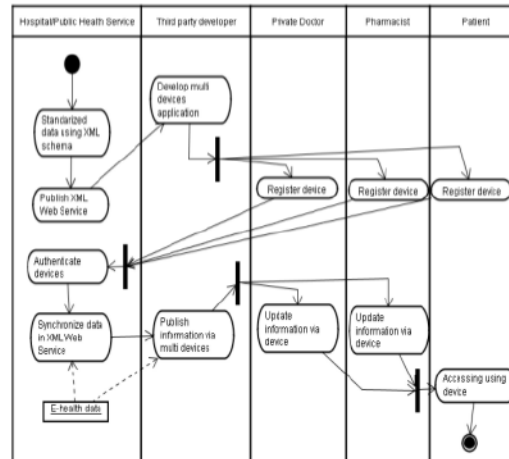 Hospital/Public Health Service
Third party developer
Private Doctor
Pharmacist
Patient
Standarized
data using XML
schema
Develop multi
devices
application
Publish XML
Web Service
Register device
Register device
Register device
Authenticate
devices
Synchronize data
in XML Web
Service
Publish
information via
multi devices
Update
information via
device
Update
information via
device
Accessing using
device
E-health data